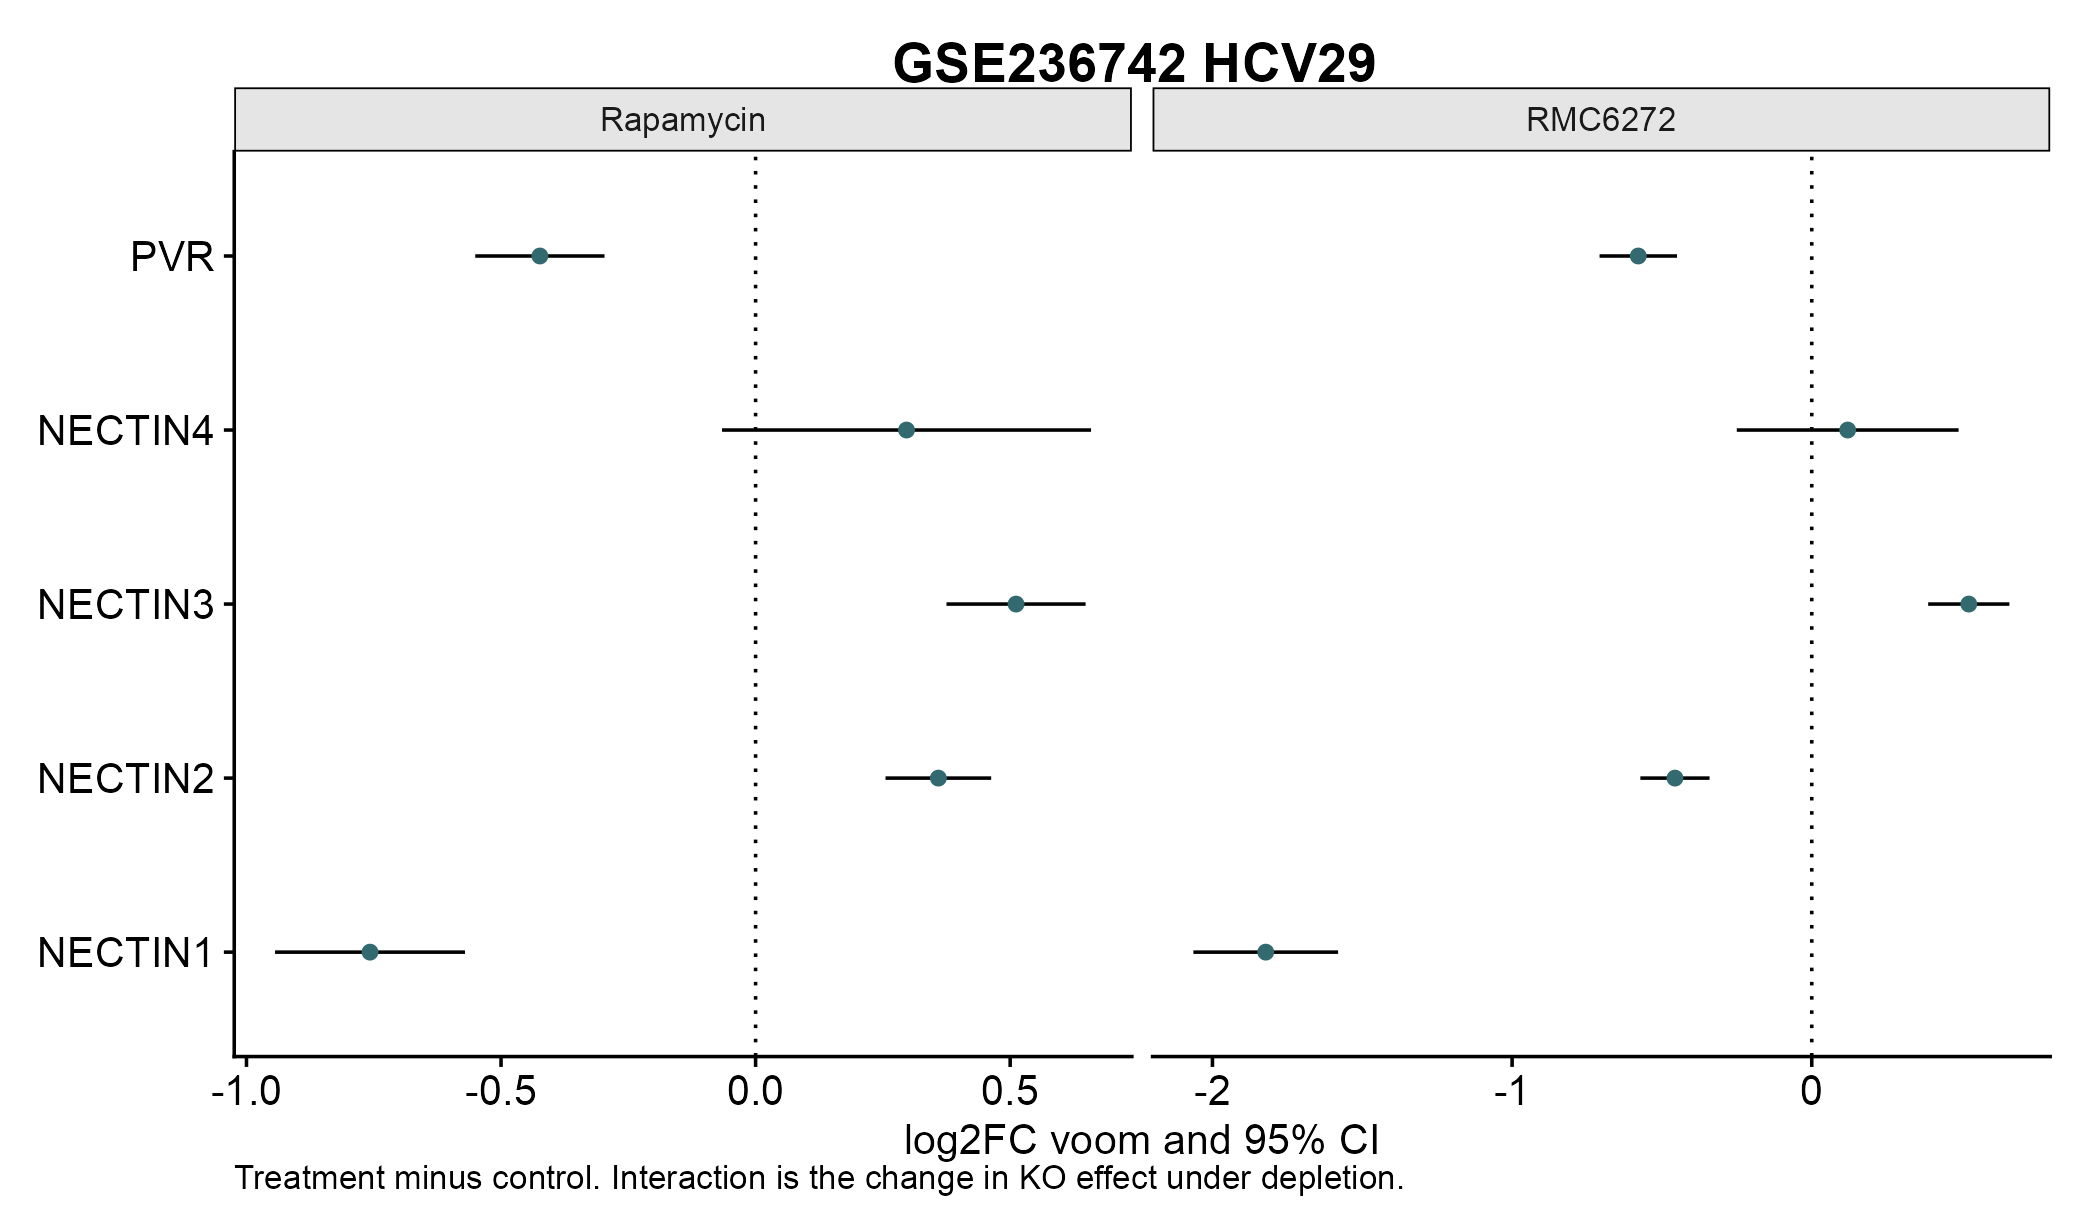 GSE236742 HCV29
Rapamycin
RMC6272
PVR
NECTIN4
NECTIN3
NECTIN2
NECTIN1
-1.0 -0.5 0.0 0.5
-2 -1 0
log2FC voom and 95% CI
Treatment minus control. Interaction is the change in KO effect under depletion.